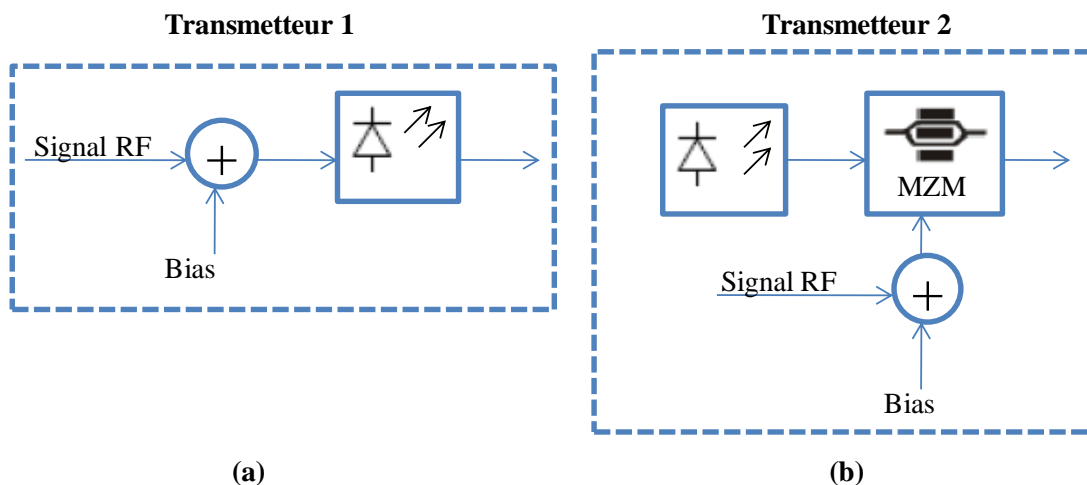 Transmetteur 1
Signal RF
+
Bias
(a)
Transmetteur 2
MZM
Signal RF
+
Bias
(b)